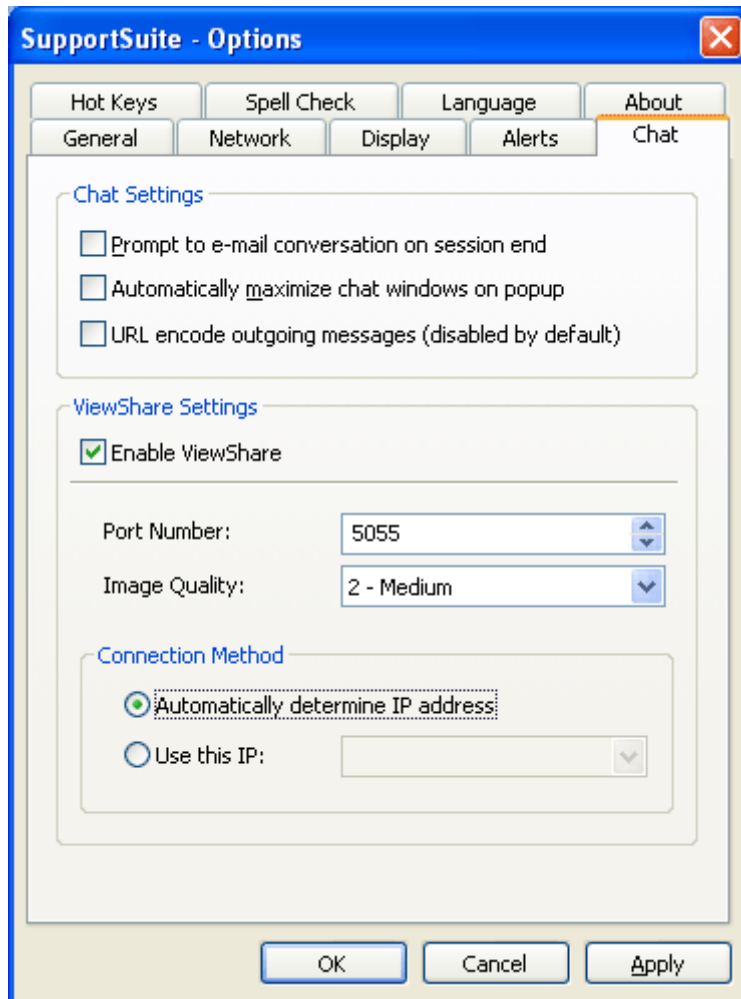 SupportSuite - Options
Hot Keys Spell Check Language About
General Network Display Alerts Chat
Chat Settings
Prompt to e-mail conversation on session end
Automatically maximize chat windows on popup
URL encode outgoing messages (disabled by default)
ViewShare Settings
Enable ViewShare
Port Number: 5055
Image Quality: 2 - Medium
Connection Method
Automatically determine IP address
Use this IP:
OK Cancel Apply